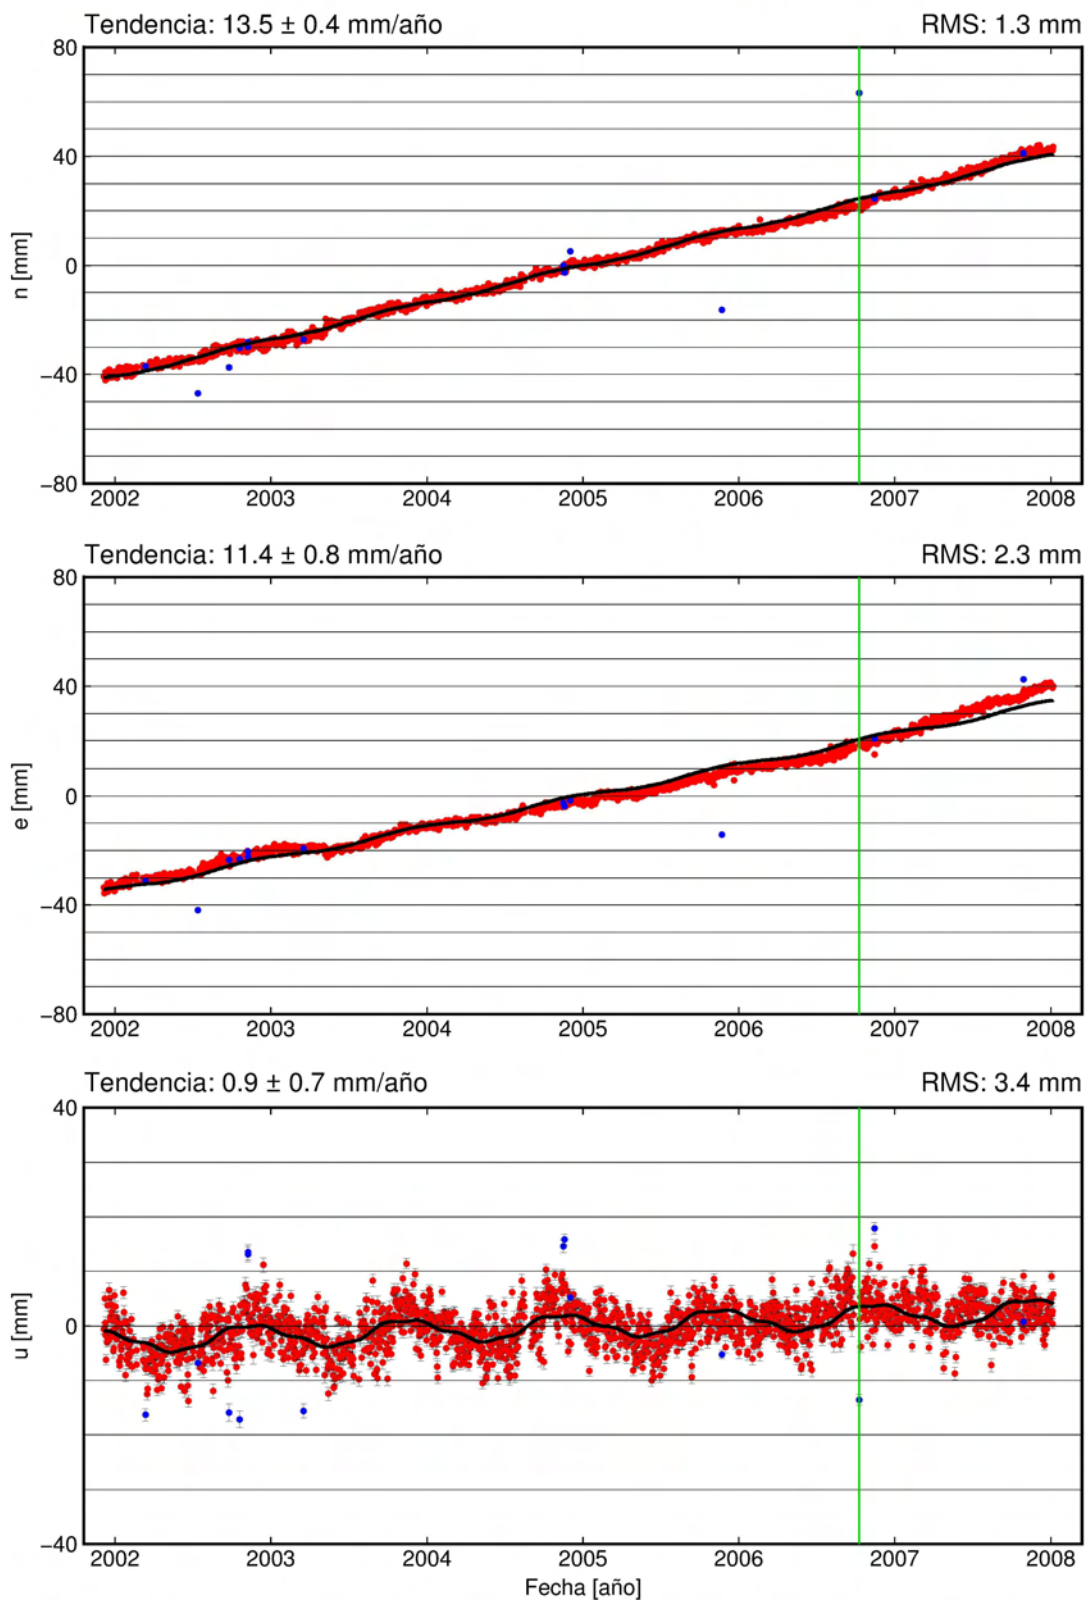 Tendencia: 13.5 ± 0.4 mm/año RMS: 1.3 mm
80
40
0
−40
−80
n [mm]
2002 2003 2004 2005 2006 2007 2008
Tendencia: 11.4 ± 0.8 mm/año RMS: 2.3 mm
80
40
0
−40
−80
e [mm]
2002 2003 2004 2005 2006 2007 2008
Tendencia: 0.9 ± 0.7 mm/año RMS: 3.4 mm
40
0
−40
u [mm]
2002 2003 2004 2005 2006 2007 2008
Fecha [año]